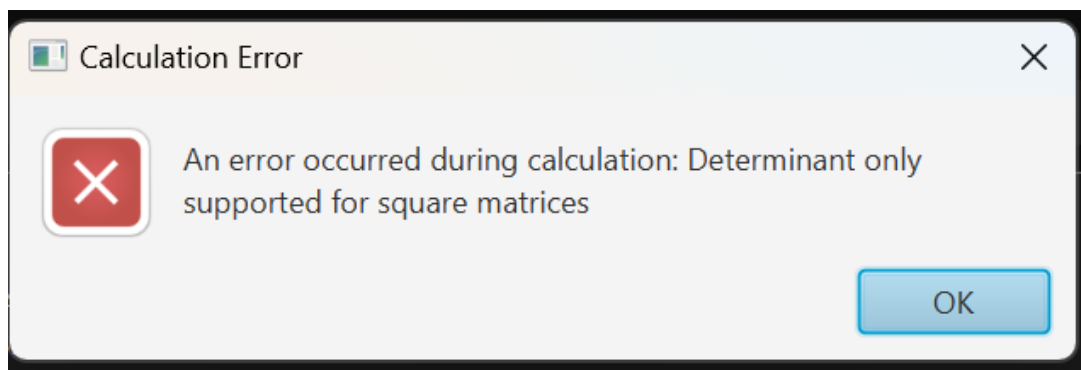 Calculation Error
An error occurred during calculation: Determinant only
supported for square matrices
OK